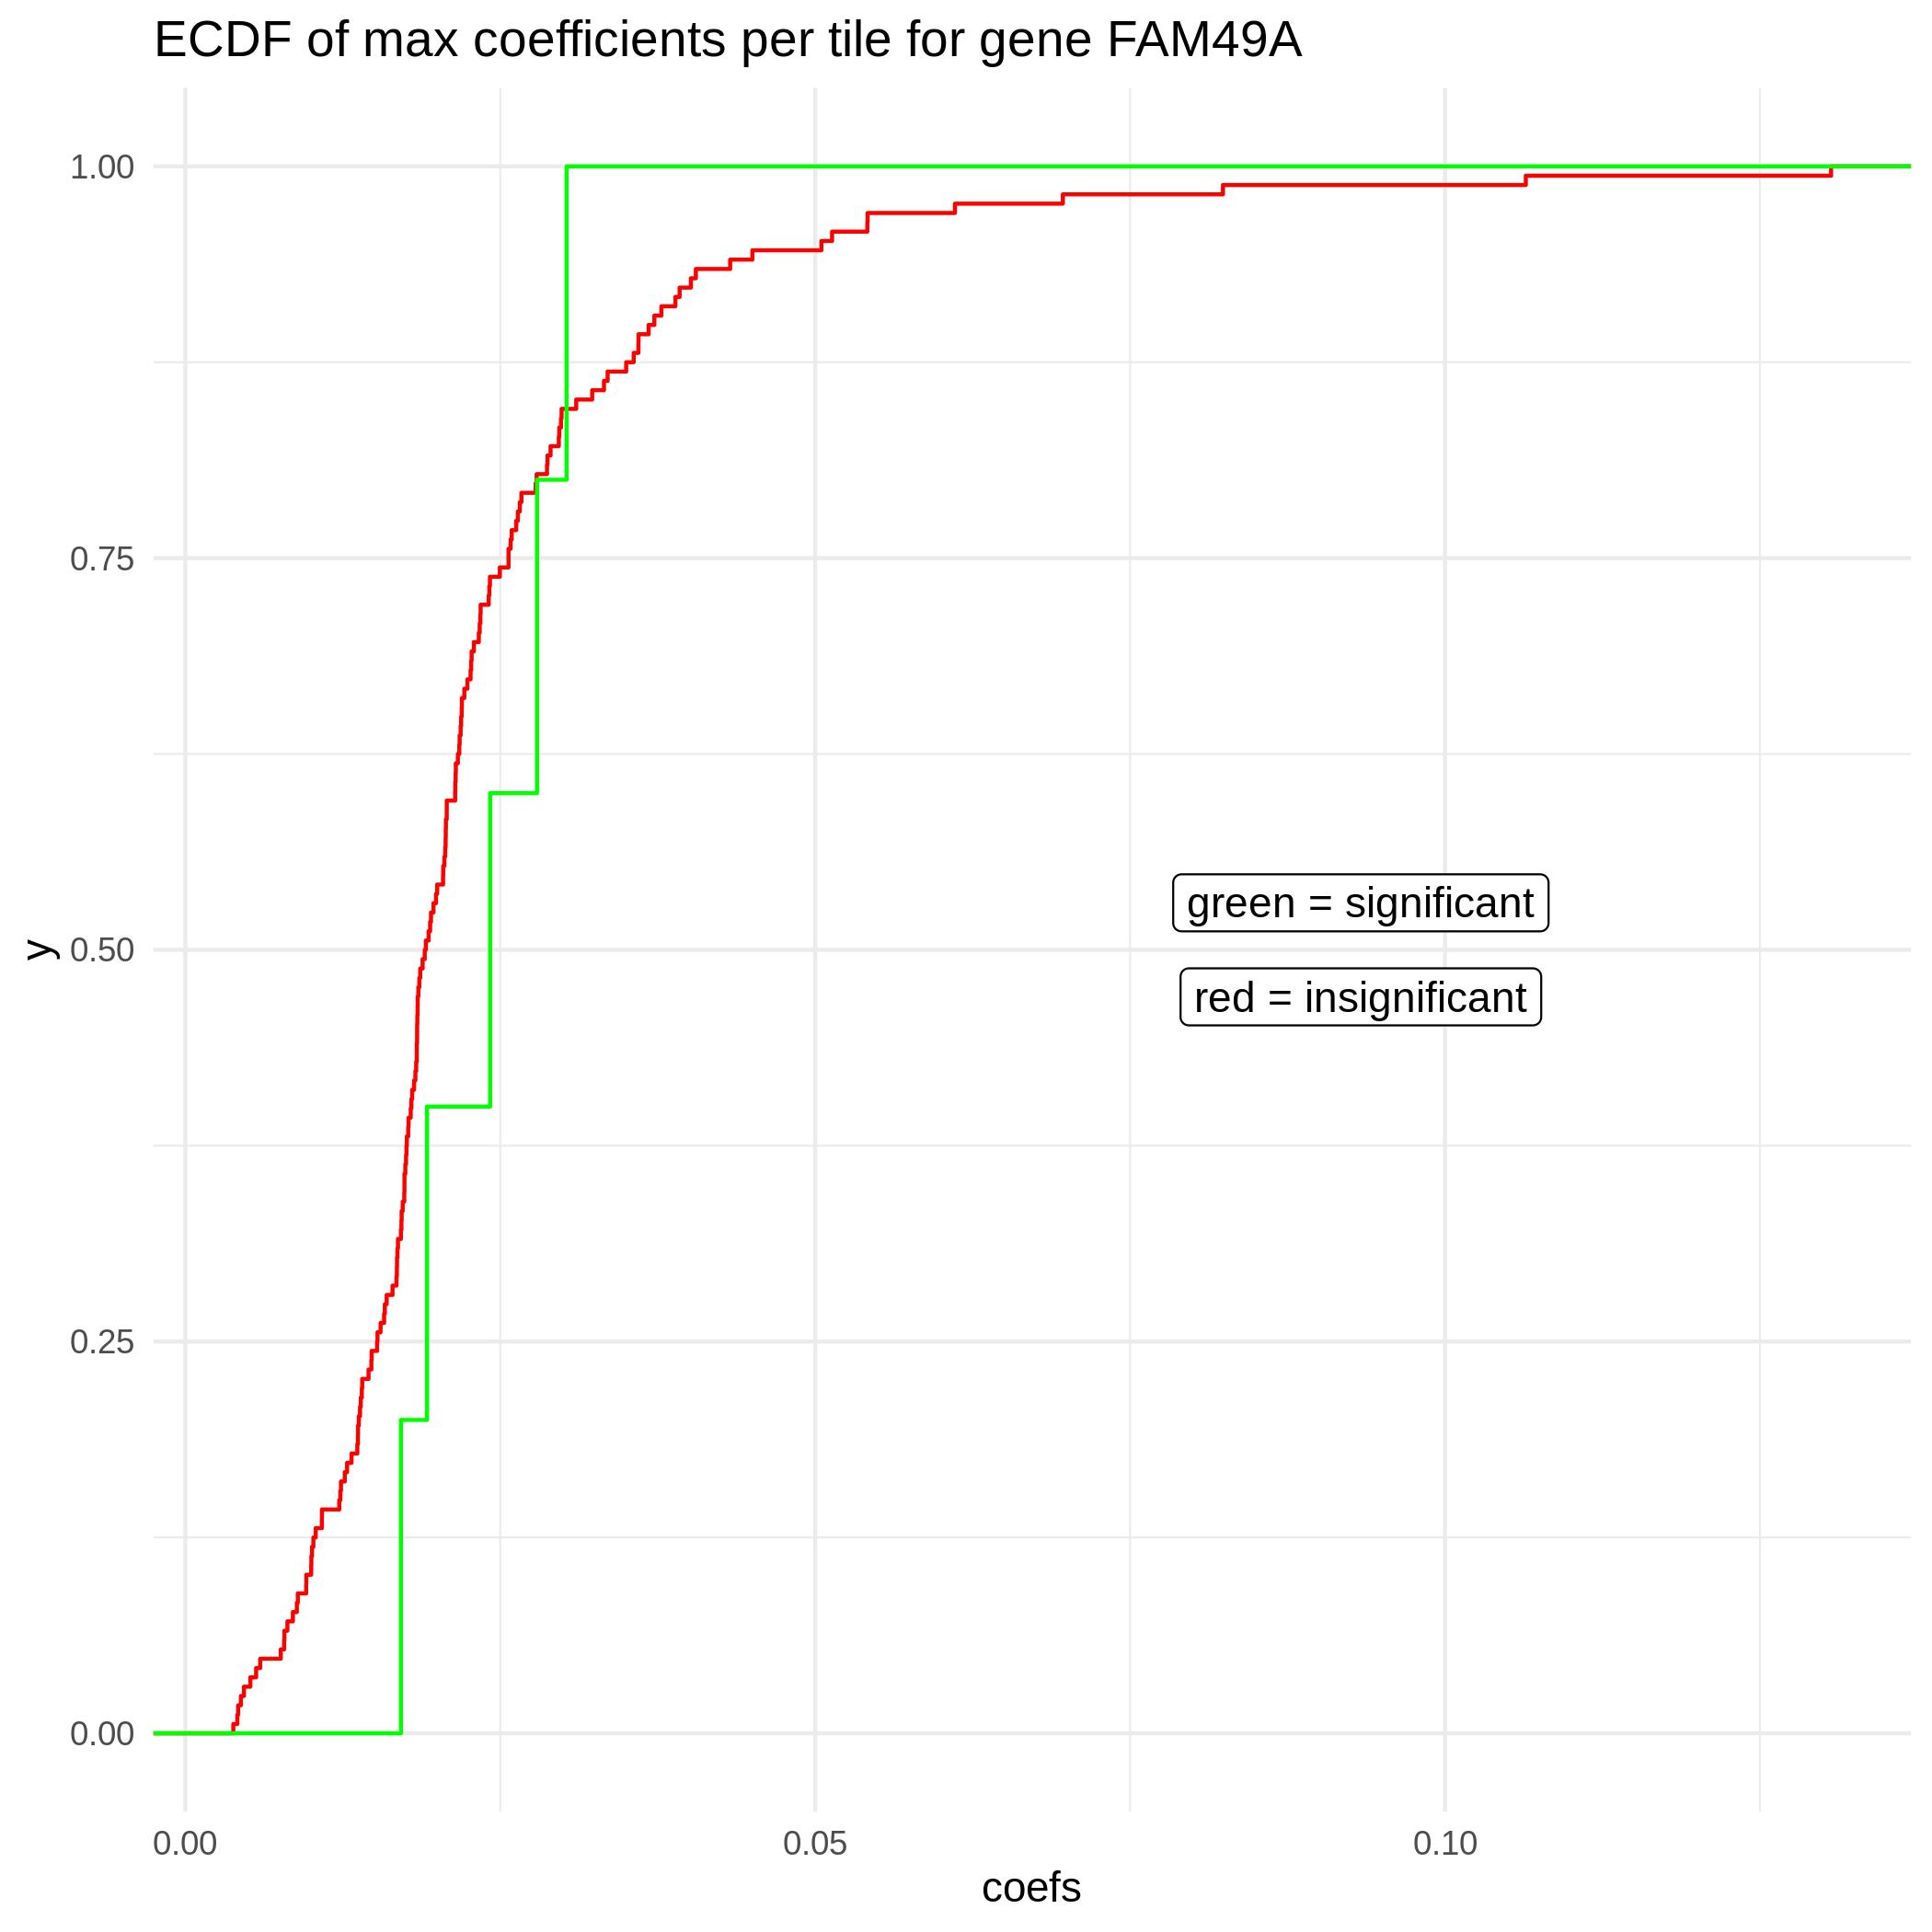 ECDF of max coefficients per tile for gene FAM49A
1.00
0.75
0.50
0.25
0.00
y
green = significant
red = insignificant
0.00 0.05 0.10
coefs